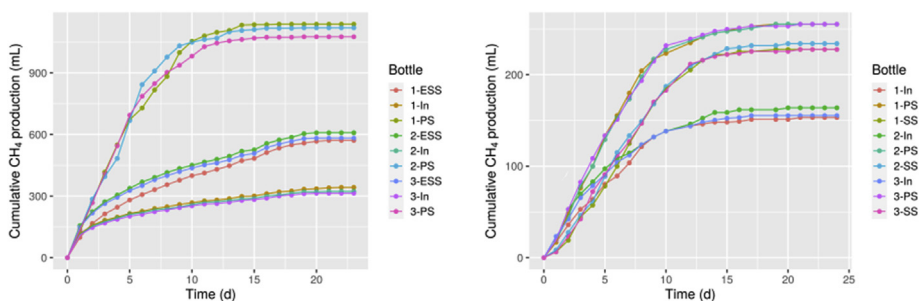 Cumulative CH4 production (mL)
900
600
300
0
0
5
10
15
20
Time (d)
Bottle
1-ESS
1-In
1-PS
2-ESS
2-In
2-PS
3-ESS
3-In
3-PS
Cumulative CH4 production (mL)
200
100
0
0
5
10
15
20
25
Time (d)
Bottle
1-In
1-PS
1-SS
2-In
2-PS
2-SS
3-In
3-PS
3-SS